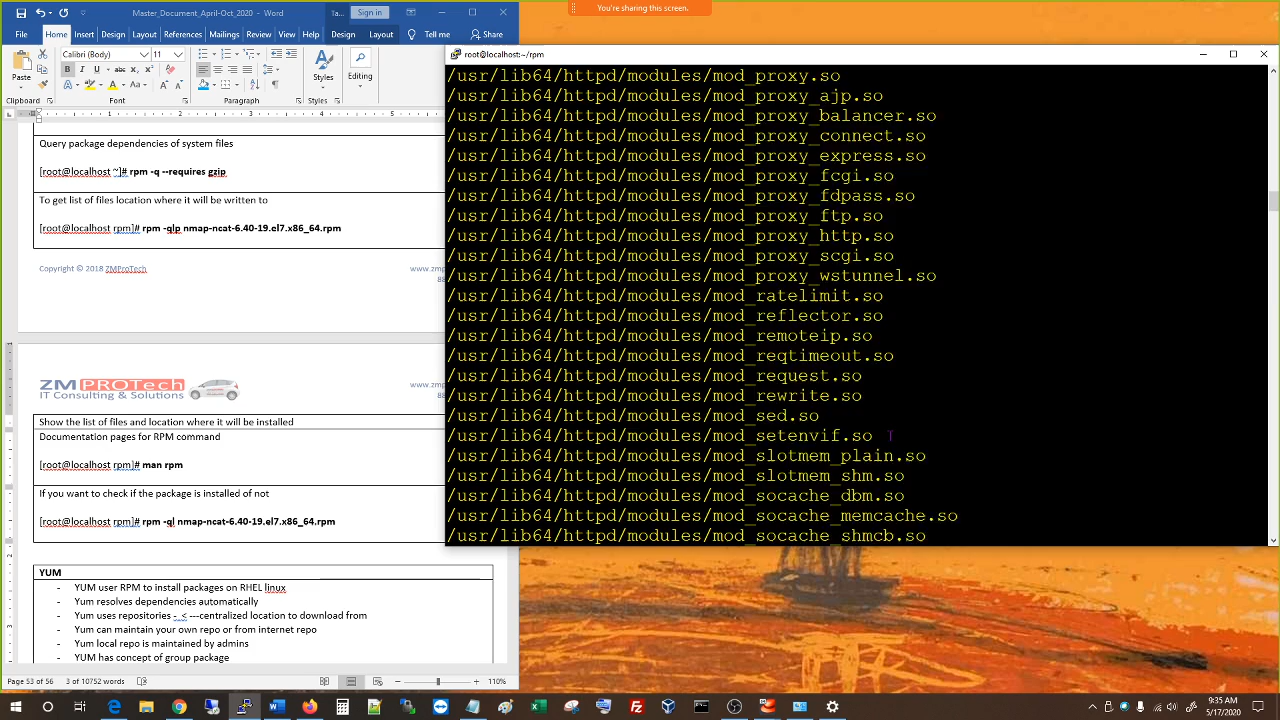 You're sharing this screen.
Master_Document_April-Oct_2020 -
Ta...
Sign in
File Home Insert Design Layout References Mailings Review View Help Design Layout Tell me
Calibri (Body) 11
Paste
Styles
Editing
Clipboard Font Paragraph Styles
Query package dependencies of system files
[root@localhost ~]# rpm -q --requires gzip
To get list of files location where it will be written to
[root@localhost rpm]# rpm -qlp nmap-ncat-6.40-19.el7.x86_64.rpm
Copyright © 2018 ZMProTech
www.zmp
88
ZMPROTech
IT Consulting & Solutions
www.zmp
Show the list of files and location where it will be installed
Documentation pages for RPM command
[root@localhost rpm]# man rpm
If you want to check if the package is installed of not
[root@localhost rpm]# rpm -ql nmap-ncat-6.40-19.el7.x86_64.rpm
YUM
- YUM user RPM to install packages on RHEL linux
- Yum resolves dependencies automatically
- Yum uses repositories -_< ---centralized location to download from
- Yum can maintain your own repo or from internet repo
- Yum local repo is maintained by admins
- YUM has concept of group package
Page 53 of 56 3 of 10752 words
110%
root@localhost:~/rpm
/usr/lib64/httpd/modules/mod_proxy.so
/usr/lib64/httpd/modules/mod_proxy_ajp.so
/usr/lib64/httpd/modules/mod_proxy_balancer.so
/usr/lib64/httpd/modules/mod_proxy_connect.so
/usr/lib64/httpd/modules/mod_proxy_express.so
/usr/lib64/httpd/modules/mod_proxy_fcgi.so
/usr/lib64/httpd/modules/mod_proxy_fdpass.so
/usr/lib64/httpd/modules/mod_proxy_ftp.so
/usr/lib64/httpd/modules/mod_proxy_http.so
/usr/lib64/httpd/modules/mod_proxy_scgi.so
/usr/lib64/httpd/modules/mod_proxy_wstunnel.so
/usr/lib64/httpd/modules/mod_ratelimit.so
/usr/lib64/httpd/modules/mod_reflector.so
/usr/lib64/httpd/modules/mod_remoteip.so
/usr/lib64/httpd/modules/mod_reqtimeout.so
/usr/lib64/httpd/modules/mod_request.so
/usr/lib64/httpd/modules/mod_rewrite.so
/usr/lib64/httpd/modules/mod_sed.so
/usr/lib64/httpd/modules/mod_setenvif.so
/usr/lib64/httpd/modules/mod_slotmem_plain.so
/usr/lib64/httpd/modules/mod_slotmem_shm.so
/usr/lib64/httpd/modules/mod_socache_dbm.so
/usr/lib64/httpd/modules/mod_socache_memcache.so
/usr/lib64/httpd/modules/mod_socache_shmcb.so
9:35 AM
5/17/2020